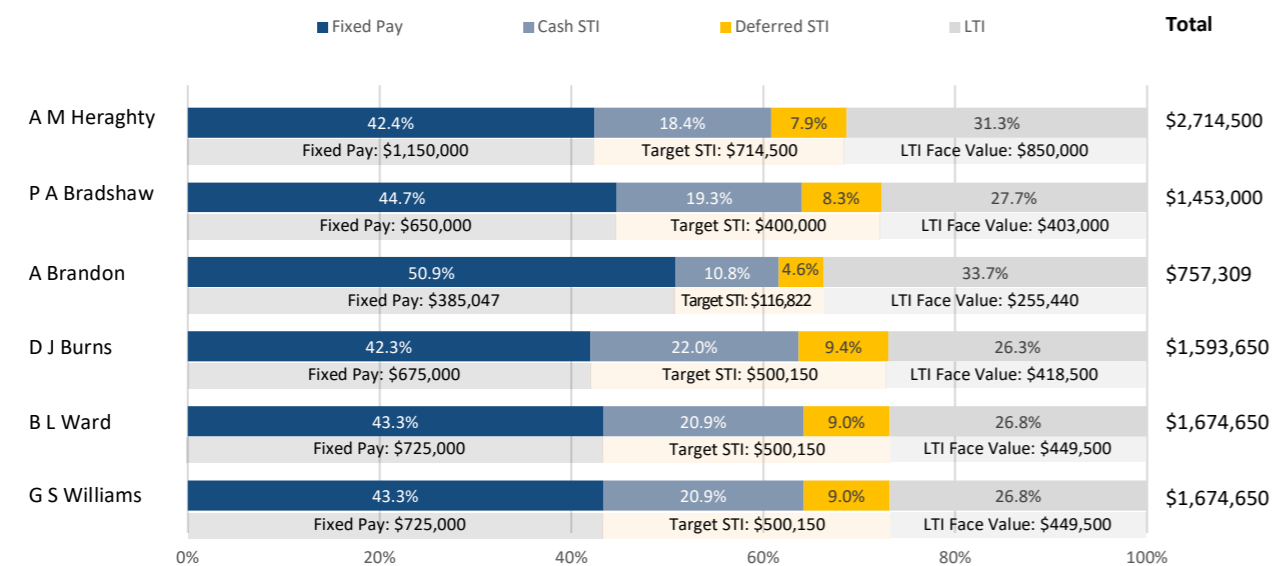 Fixed Pay Cash STI Deferred STI LTI Total
A M Heraghty 42.4% 18.4% 7.9% 31.3% $2,714,500
Fixed Pay: $1,150,000 Target STI: $714,500 LTI Face Value: $850,000
P A Bradshaw 44.7% 19.3% 8.3% 27.7% $1,453,000
Fixed Pay: $650,000 Target STI: $400,000 LTI Face Value: $403,000
A Brandon 50.9% 10.8% 4.6% 33.7% $757,309
Fixed Pay: $385,047 Target STI: $116,822 LTI Face Value: $255,440
D J Burns 42.3% 22.0% 9.4% 26.3% $1,593,650
Fixed Pay: $675,000 Target STI: $500,150 LTI Face Value: $418,500
B L Ward 43.3% 20.9% 9.0% 26.8% $1,674,650
Fixed Pay: $725,000 Target STI: $500,150 LTI Face Value: $449,500
G S Williams 43.3% 20.9% 9.0% 26.8% $1,674,650
Fixed Pay: $725,000 Target STI: $500,150 LTI Face Value: $449,500
0% 20% 40% 60% 80% 100%